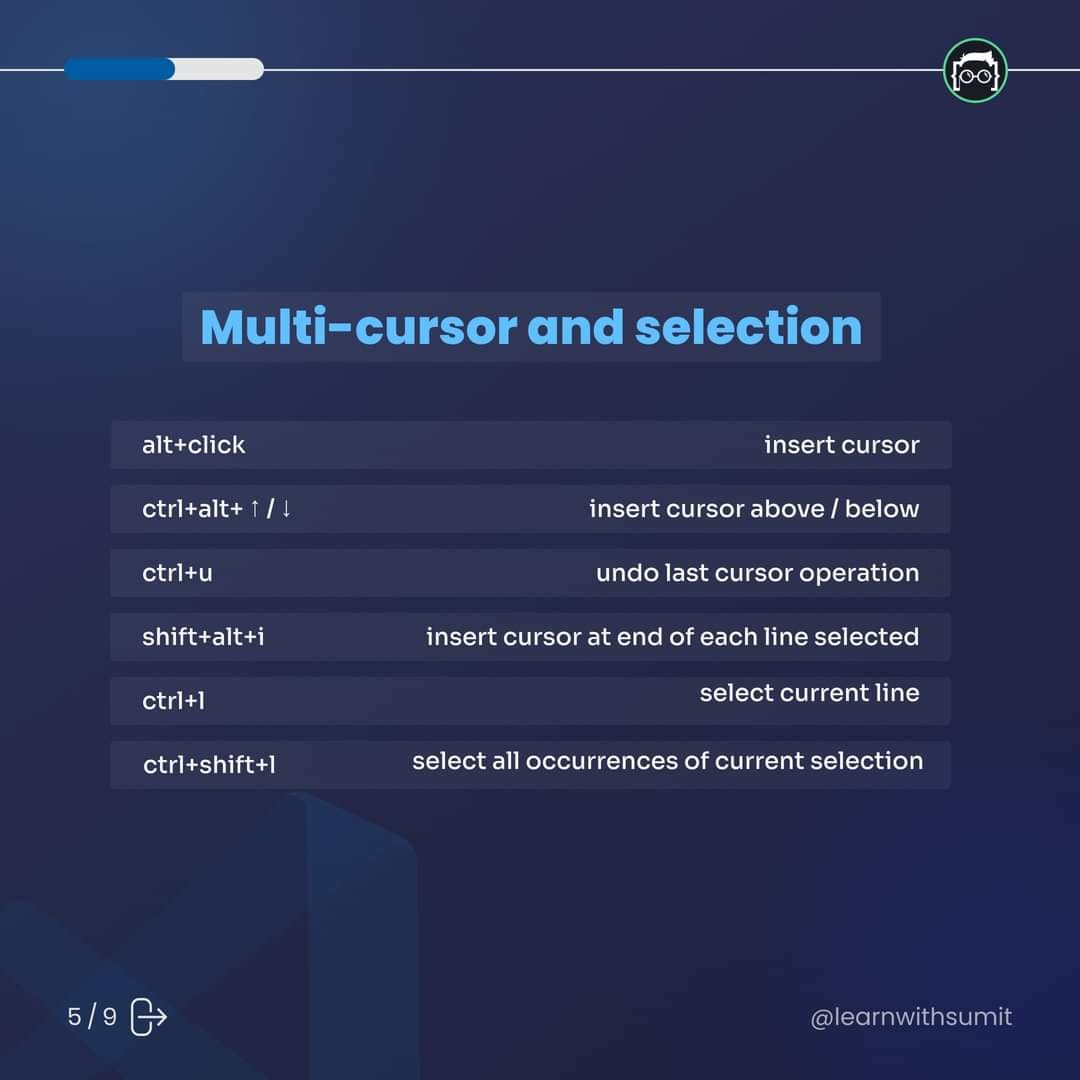 Multi-cursor and selection
alt+click insert cursor
ctrl+alt+ ↑ / ↓ insert cursor above / below
ctrl+u undo last cursor operation
shift+alt+i insert cursor at end of each line selected
ctrl+l select current line
ctrl+shift+l select all occurrences of current selection
5 / 9 @learnwithsumit